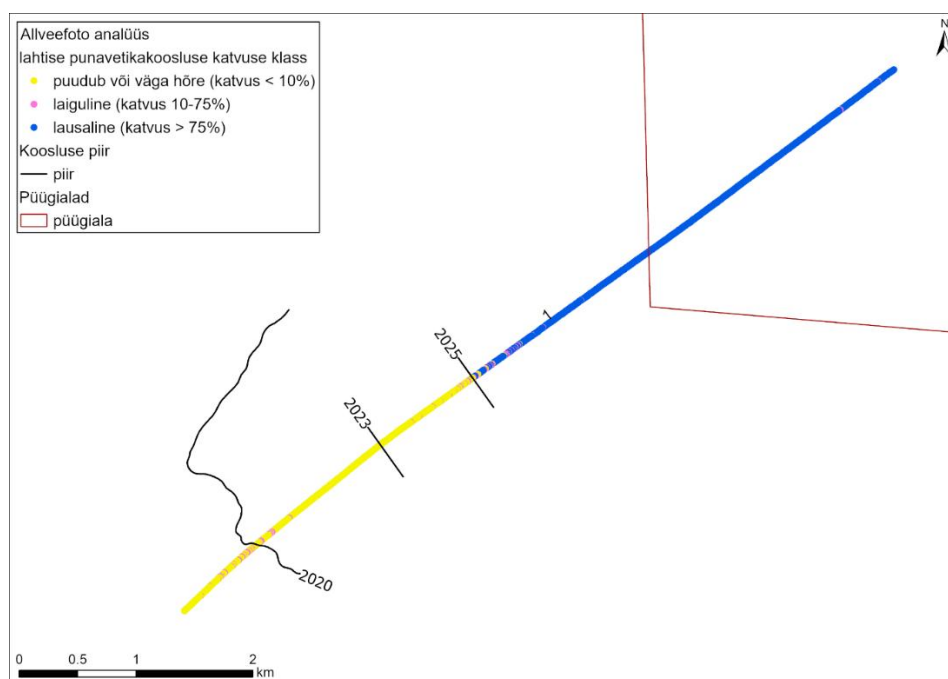 Allveefoto analüüs
lahtise punavetikakoosluse katvuse klass
puudub või väga hõre (katvus < 10%)
laiguline (katvus 10-75%)
lausaline (katvus > 75%)
Koosluse piir
piir
Püügialad
püügiala
N
1
2025
2023
2020
0 0.5 1 2
km